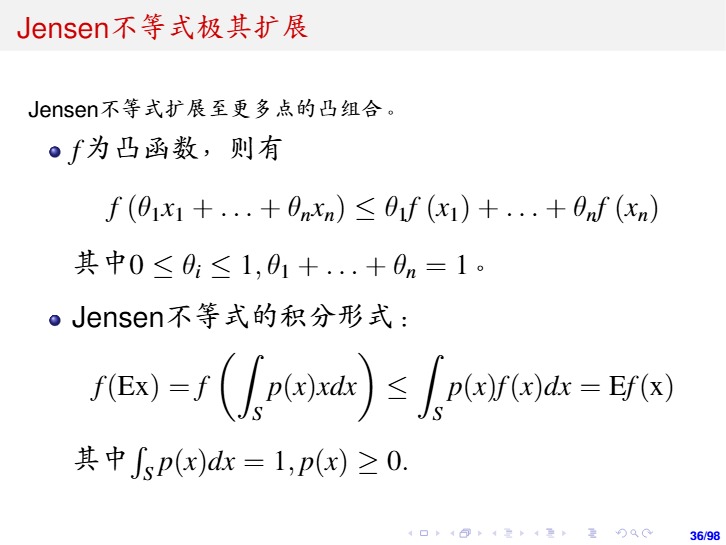 Jensen不等式极其扩展
Jensen不等式扩展至更多点的凸组合。
f为凸函数，则有
f (θ₁x₁ + . . . + θₙxₙ) ≤ θ₁f (x₁) + . . . + θₙf (xₙ)
其中0 ≤ θᵢ ≤ 1, θ₁ + . . . + θₙ = 1。
Jensen不等式的积分形式：
f(Ex) = f (∫_S p(x)xdx) ≤ ∫_S p(x)f(x)dx = Ef(x)
其中 ∫_S p(x)dx = 1, p(x) ≥ 0.
36/98